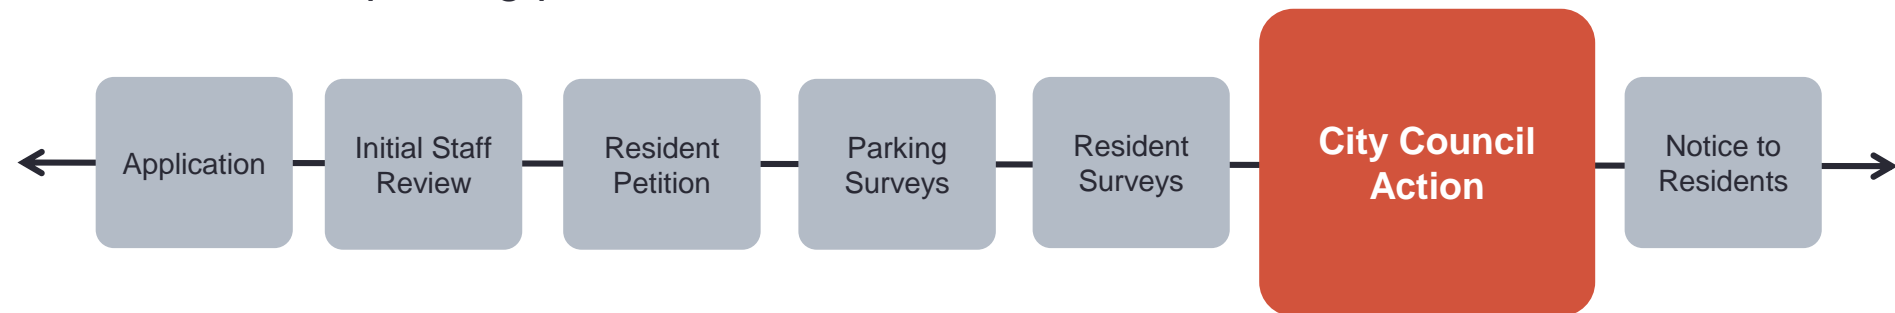 Application
Initial Staff
Review
Resident
Petition
Parking
Surveys
Resident
Surveys
City Council
Action
Notice to
Residents